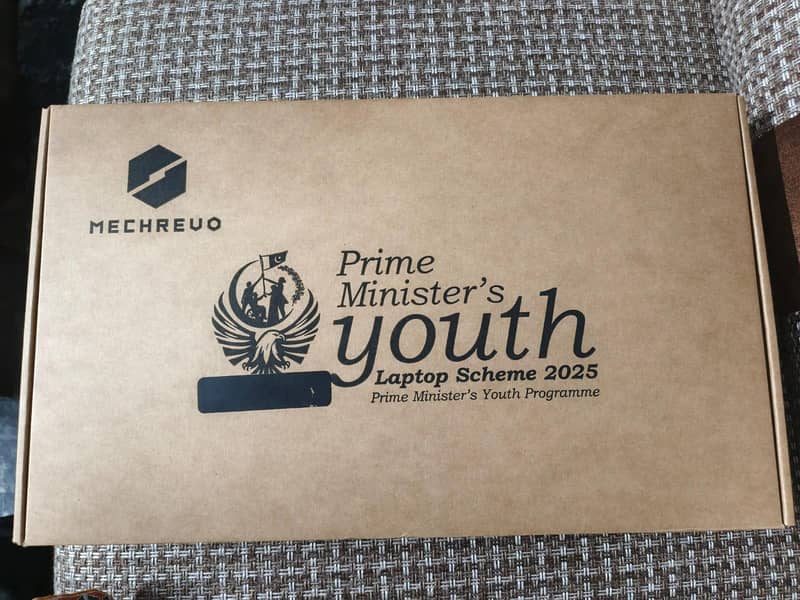 MECHREVO
Prime
Minister's
youth
Laptop Scheme 2025
Prime Minister's Youth Programme